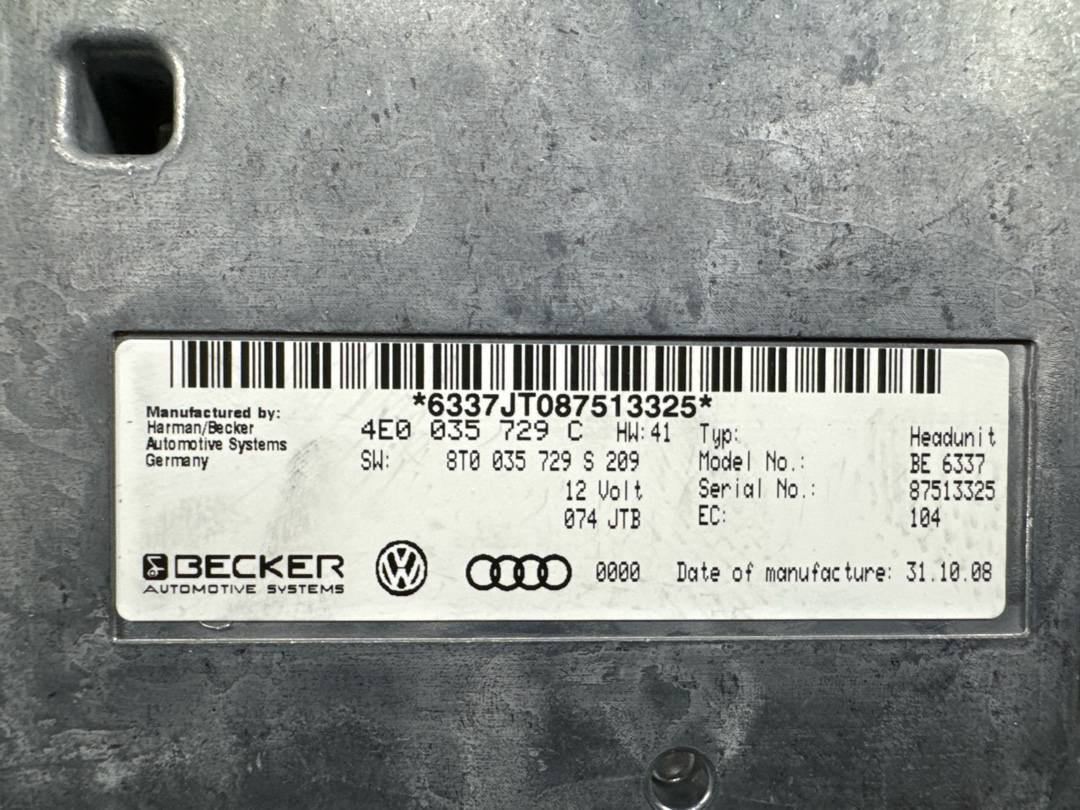 *6337JT087513325*
Manufactured by:
Harman/Becker
Automotive Systems
Germany
4E0 035 729 C HW:41
SW: 8T0 035 729 S 209
12 Volt
074 JTB
Typ: Headunit
Model No.: BE 6337
Serial No.: 87513325
EC: 104
BECKER
AUTOMOTIVE SYSTEMS
VW
0000 Date of manufacture: 31.10.08